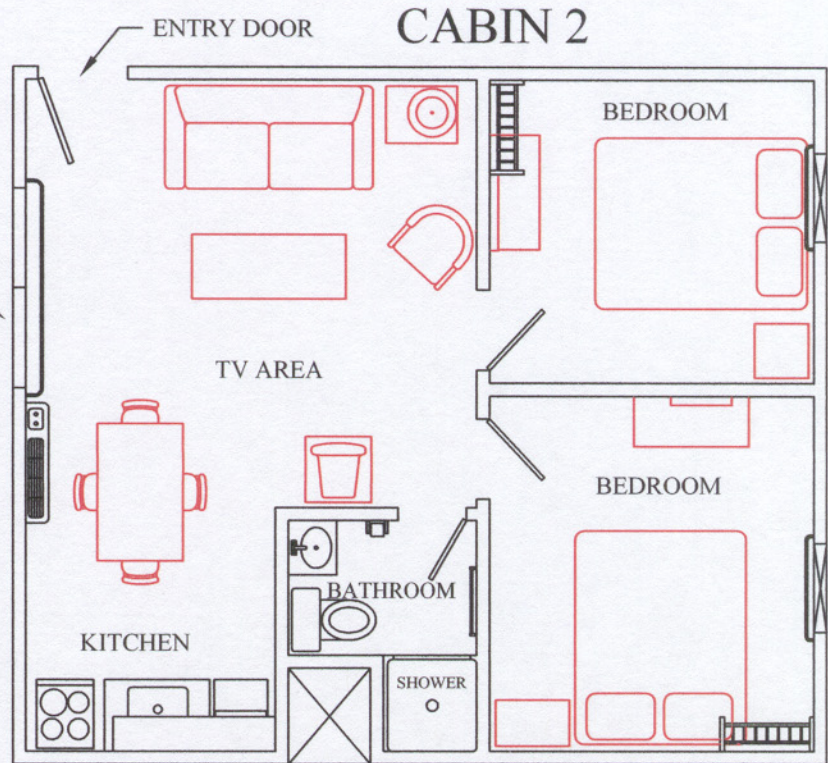 CABIN 2
ENTRY DOOR
BEDROOM
TV AREA
BEDROOM
BATHROOM
KITCHEN
SHOWER